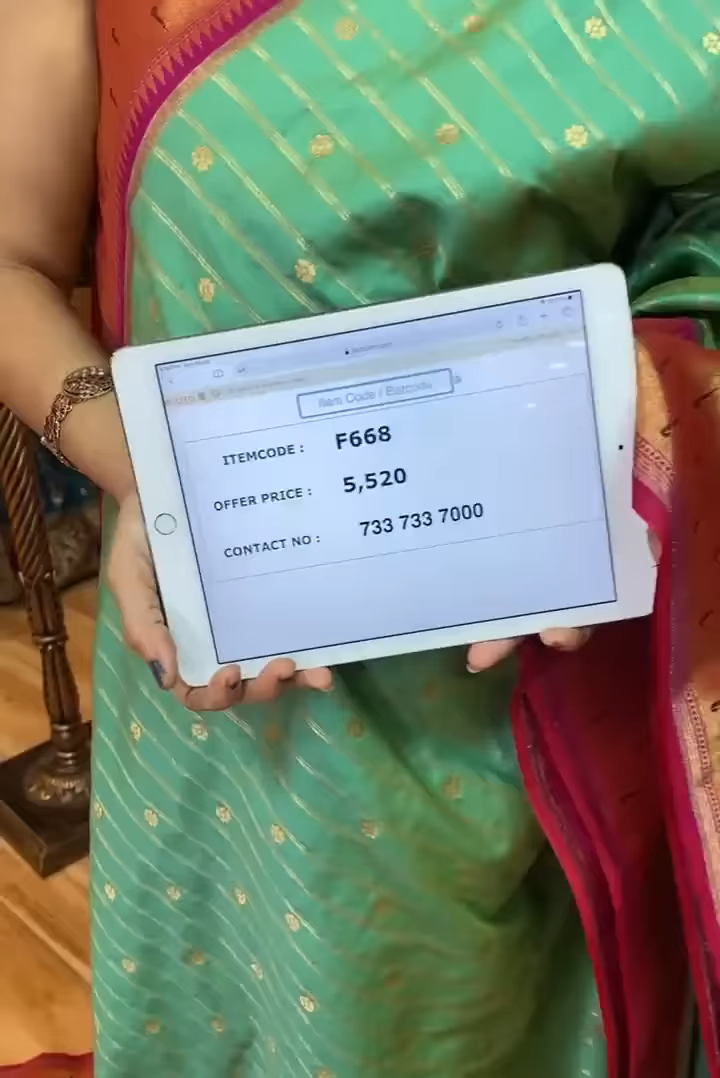 Item Code / Barcode
ITEMCODE : F668
OFFER PRICE : 5,520
CONTACT NO : 733 733 7000